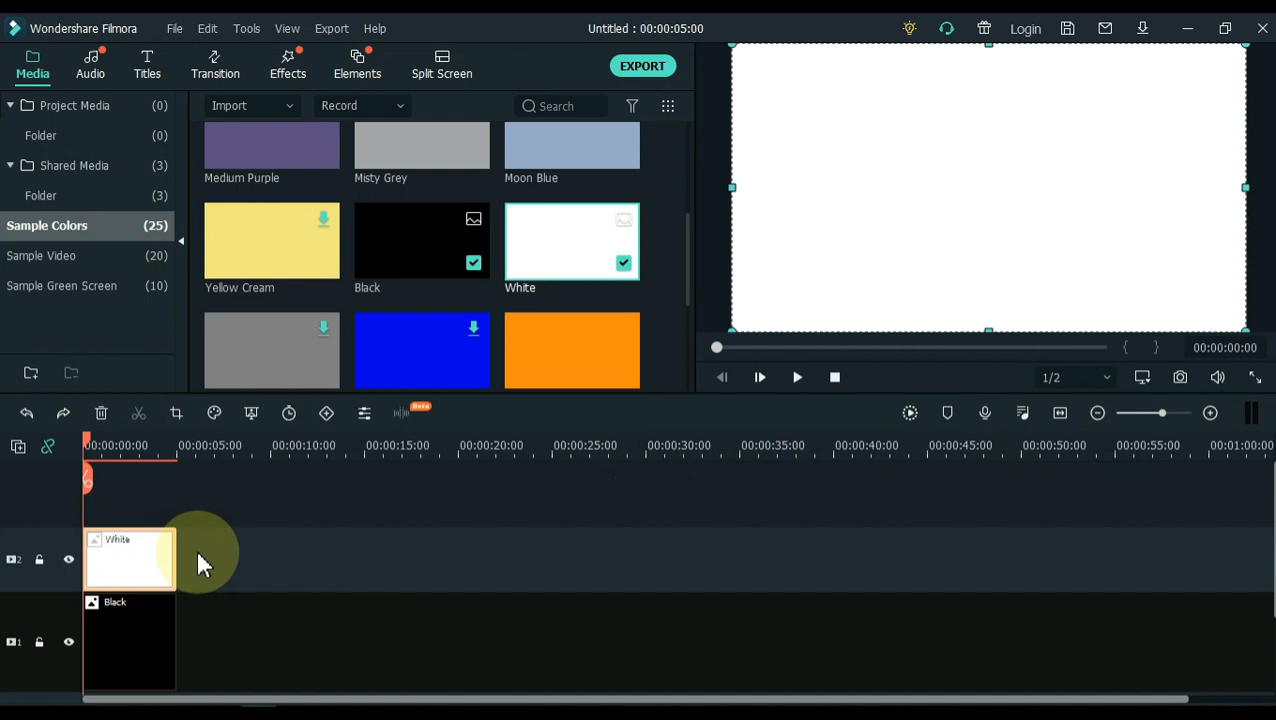 Wondershare Filmora File Edit Tools View Export Help Untitled : 00:00:05:00 Login
Media Audio Titles Transition Effects Elements Split Screen EXPORT
Project Media (0) Import Record Search
Folder (0)
Shared Media (3)
Folder (3)
Sample Colors (25)
Sample Video (20)
Sample Green Screen (10)
Medium Purple Misty Grey Moon Blue
Yellow Cream Black White
00:00:00:00
1/2
Beta
00:00:00:00 00:00:05:00 00:00:10:00 00:00:15:00 00:00:20:00 00:00:25:00 00:00:30:00 00:00:35:00 00:00:40:00 00:00:45:00 00:00:50:00 00:00:55:00 00:01:00:00
2 White
1 Black